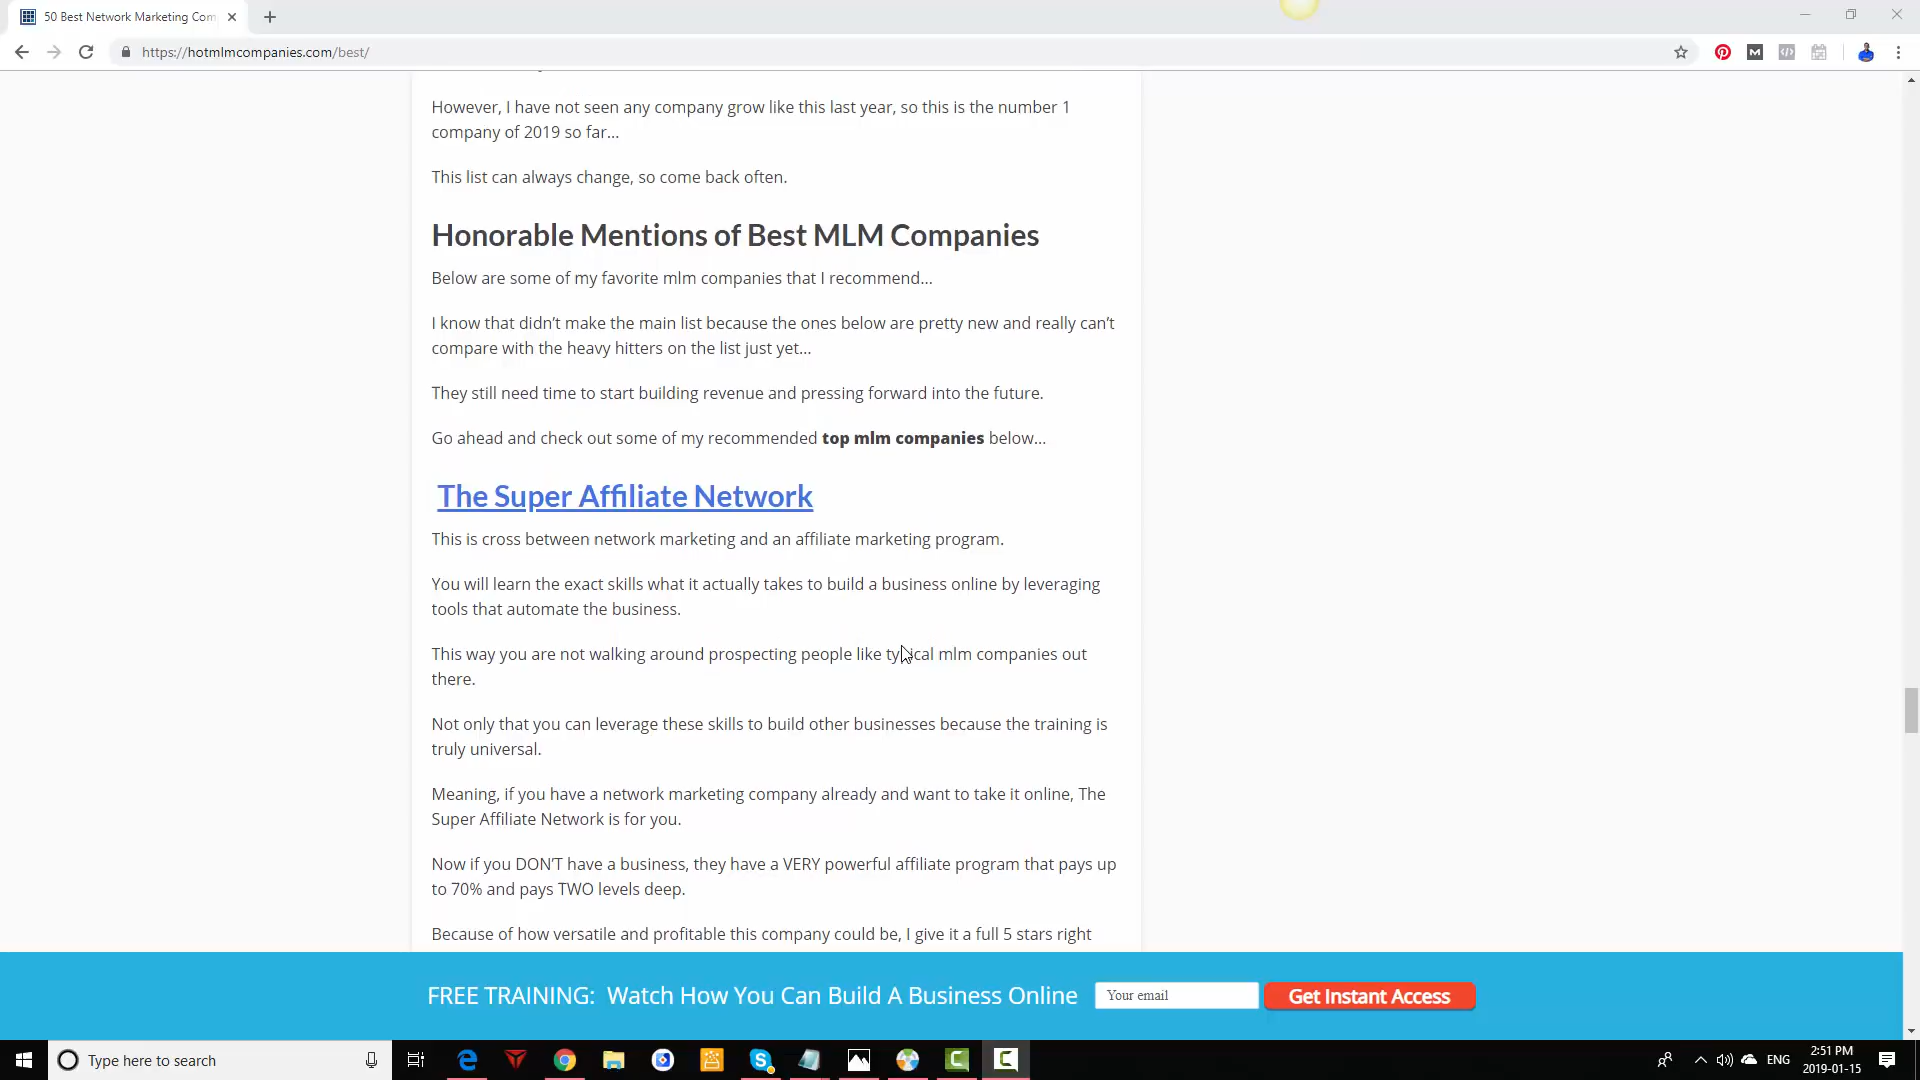 50 Best Network Marketing Com
https://hotmlmcompanies.com/best/
However, I have not seen any company grow like this last year, so this is the number 1
company of 2019 so far...
This list can always change, so come back often.
Honorable Mentions of Best MLM Companies
Below are some of my favorite mlm companies that I recommend...
I know that didn't make the main list because the ones below are pretty new and really can't
compare with the heavy hitters on the list just yet...
They still need time to start building revenue and pressing forward into the future.
Go ahead and check out some of my recommended top mlm companies below...
The Super Affiliate Network
This is cross between network marketing and an affiliate marketing program.
You will learn the exact skills what it actually takes to build a business online by leveraging
tools that automate the business.
This way you are not walking around prospecting people like typical mlm companies out
there.
Not only that you can leverage these skills to build other businesses because the training is
truly universal.
Meaning, if you have a network marketing company already and want to take it online, The
Super Affiliate Network is for you.
Now if you DON'T have a business, they have a VERY powerful affiliate program that pays up
to 70% and pays TWO levels deep.
Because of how versatile and profitable this company could be, I give it a full 5 stars right
FREE TRAINING: Watch How You Can Build A Business Online
Your email
Get Instant Access
Type here to search
ENG
2:51 PM
2019-01-15